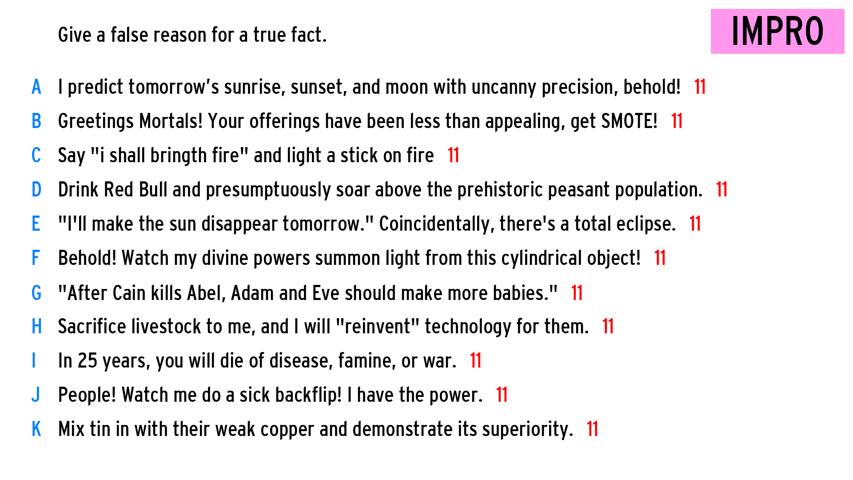 Give a false reason for a true fact.
IMPRO
A I predict tomorrow's sunrise, sunset, and moon with uncanny precision, behold! 11
B Greetings Mortals! Your offerings have been less than appealing, get SMOTE! 11
C Say "i shall bringth fire" and light a stick on fire 11
D Drink Red Bull and presumptuously soar above the prehistoric peasant population. 11
E "I'll make the sun disappear tomorrow." Coincidentally, there's a total eclipse. 11
F Behold! Watch my divine powers summon light from this cylindrical object! 11
G "After Cain kills Abel, Adam and Eve should make more babies." 11
H Sacrifice livestock to me, and I will "reinvent" technology for them. 11
I In 25 years, you will die of disease, famine, or war. 11
J People! Watch me do a sick backflip! I have the power. 11
K Mix tin in with their weak copper and demonstrate its superiority. 11